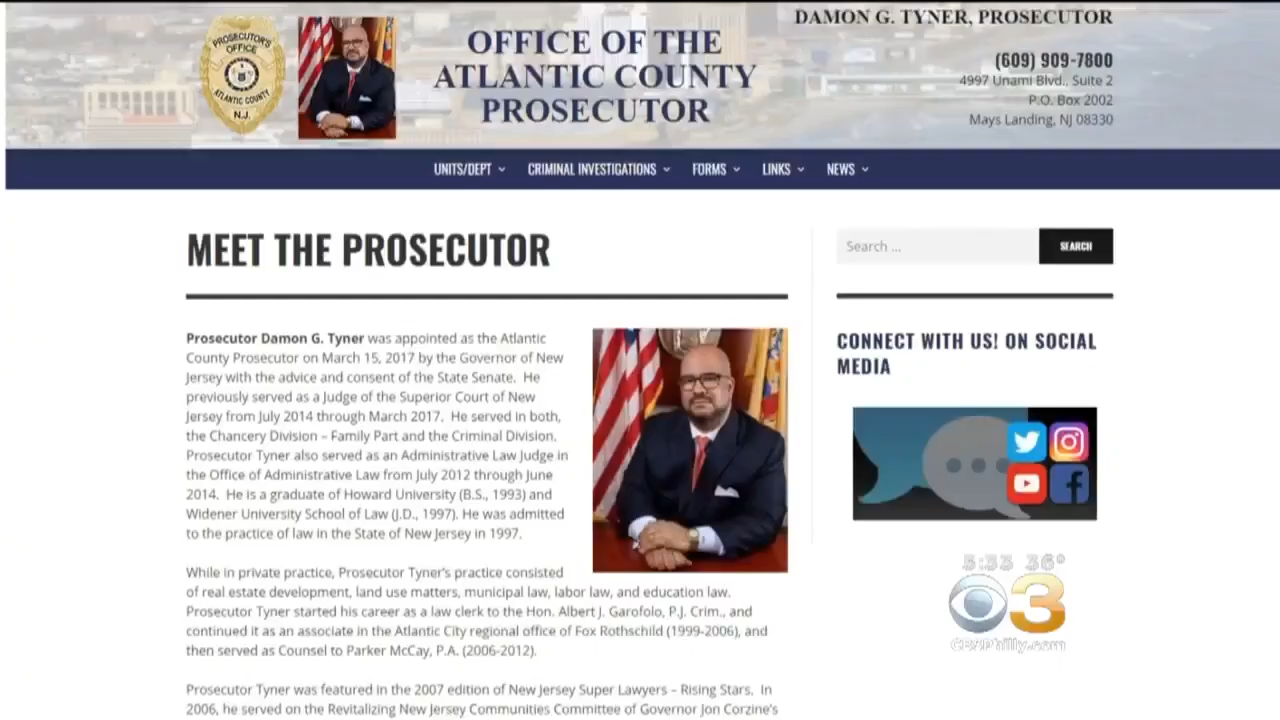 PROSECUTOR'S
OFFICE
ATLANTIC COUNTY
N.J.
OFFICE OF THE
ATLANTIC COUNTY
PROSECUTOR
DAMON G. TYNER, PROSECUTOR
(609) 909-7800
4997 Unami Blvd., Suite 2
P.O. Box 2002
Mays Landing, NJ 08330
UNITS/DEPT CRIMINAL INVESTIGATIONS FORMS LINKS NEWS
MEET THE PROSECUTOR
Prosecutor Damon G. Tyner was appointed as the Atlantic
County Prosecutor on March 15, 2017 by the Governor of New
Jersey with the advice and consent of the State Senate. He
previously served as a Judge of the Superior Court of New
Jersey from July 2014 through March 2017. He served in both,
the Chancery Division – Family Part and the Criminal Division.
Prosecutor Tyner also served as an Administrative Law Judge in
the Office of Administrative Law from July 2012 through June
2014. He is a graduate of Howard University (B.S., 1993) and
Widener University School of Law (J.D., 1997). He was admitted
to the practice of law in the State of New Jersey in 1997.
While in private practice, Prosecutor Tyner's practice consisted
of real estate development, land use matters, municipal law, labor law, and education law.
Prosecutor Tyner started his career as a law clerk to the Hon. Albert J. Garofolo, P.J. Crim., and
continued it as an associate in the Atlantic City regional office of Fox Rothschild (1999-2006), and
then served as Counsel to Parker McCay, P.A. (2006-2012).
Prosecutor Tyner was featured in the 2007 edition of New Jersey Super Lawyers – Rising Stars. In
2006, he served on the Revitalizing New Jersey Communities Committee of Governor Jon Corzine's
Search ...
SEARCH
CONNECT WITH US! ON SOCIAL
MEDIA
5:33 36°
3
CBSPhilly.com